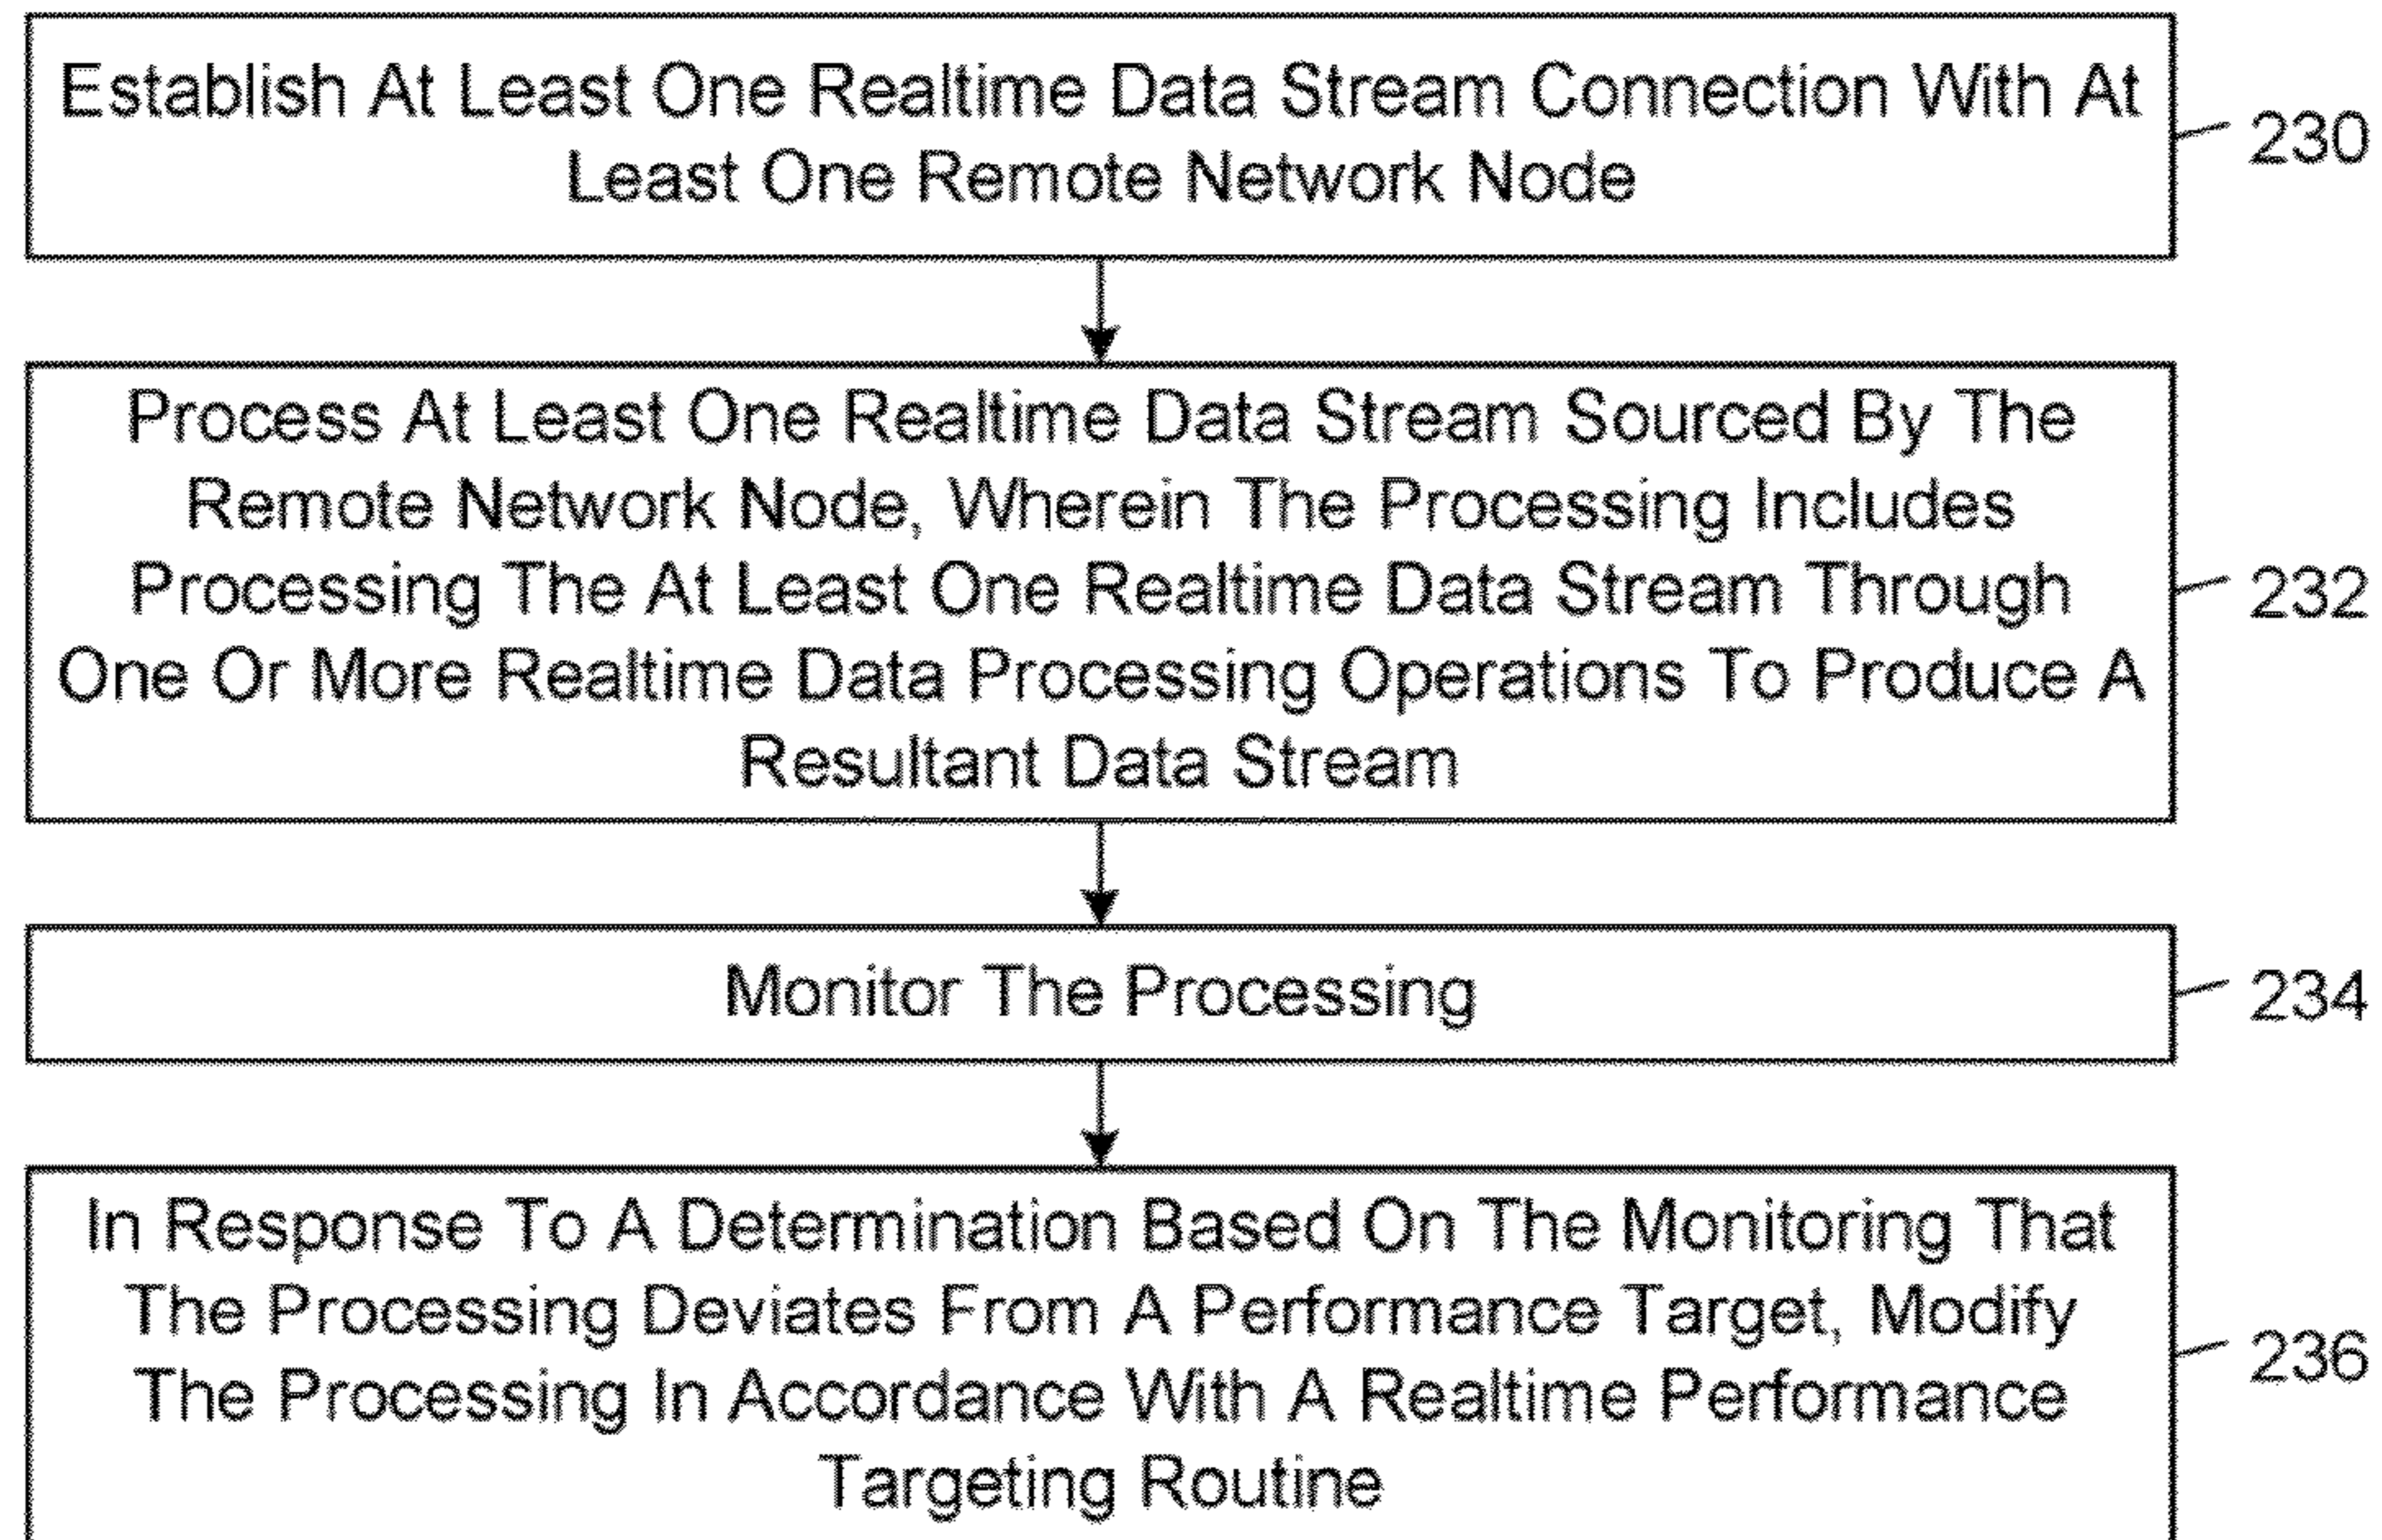 Establish At Least One Realtime Data Stream Connection With At
Least One Remote Network Node
230
Process At Least One Realtime Data Stream Sourced By The
Remote Network Node, Wherein The Processing Includes
Processing The At Least One Realtime Data Stream Through
One Or More Realtime Data Processing Operations To Produce A
Resultant Data Stream
232
Monitor The Processing
234
In Response To A Determination Based On The Monitoring That
The Processing Deviates From A Performance Target, Modify
The Processing In Accordance With A Realtime Performance
Targeting Routine
236